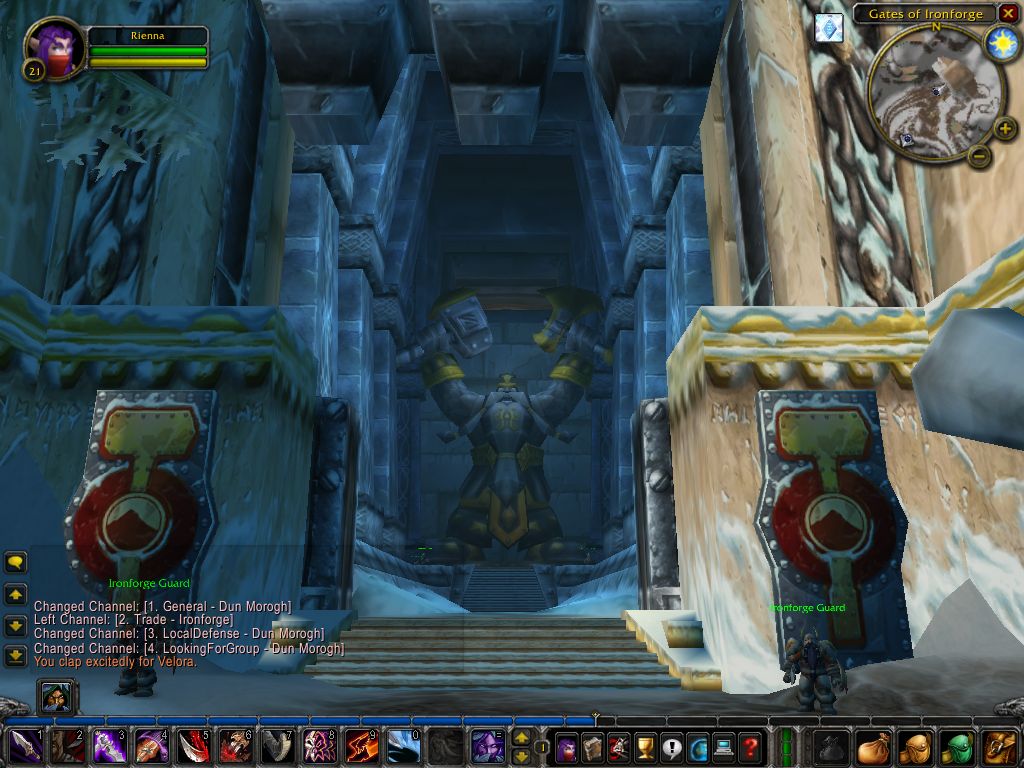 Gates of Ironforge
N
Rienna
21
Ironforge Guard
Ironforge Guard
Changed Channel: [1. General - Dun Morogh]
Left Channel: [2. Trade - Ironforge]
Changed Channel: [3. LocalDefense - Dun Morogh]
Changed Channel: [4. LookingForGroup - Dun Morogh]
You clap excitedly for Velora.
1 2 3 4 5 6 7 8 9 0 = 1